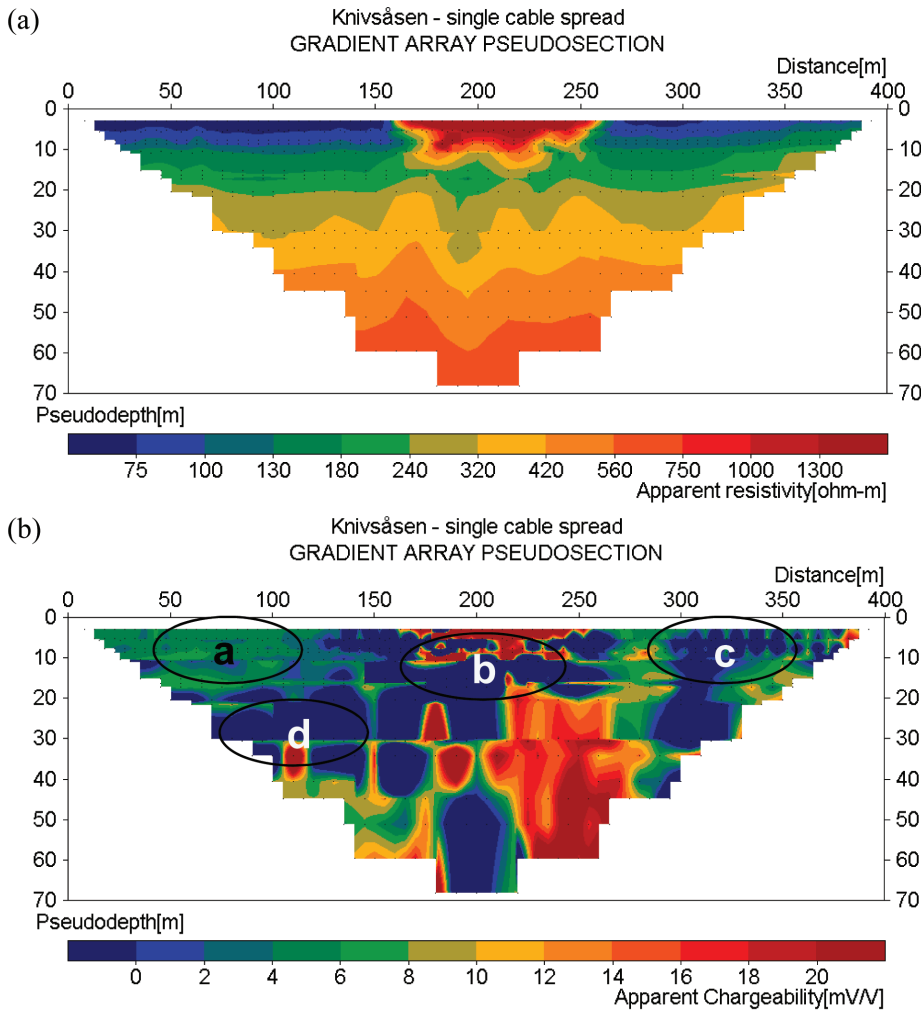 (a)
Knivsåsen - single cable spread
GRADIENT ARRAY PSEUDOSECTION
Distance[m]
0 50 100 150 200 250 300 350 400
0 0
10 10
20 20
30 30
40 40
50 50
60 60
70 70
Pseudodepth[m]
75 100 130 180 240 320 420 560 750 1000 1300
Apparent resistivity[ohm-m]
(b)
Knivsåsen - single cable spread
GRADIENT ARRAY PSEUDOSECTION
Distance[m]
0 50 100 150 200 250 300 350 400
0 0
a b c
10 10
20 20
d
30 30
40 40
50 50
60 60
70 70
Pseudodepth[m]
0 2 4 6 8 10 12 14 16 18 20
Apparent Chargeability[mV/V]